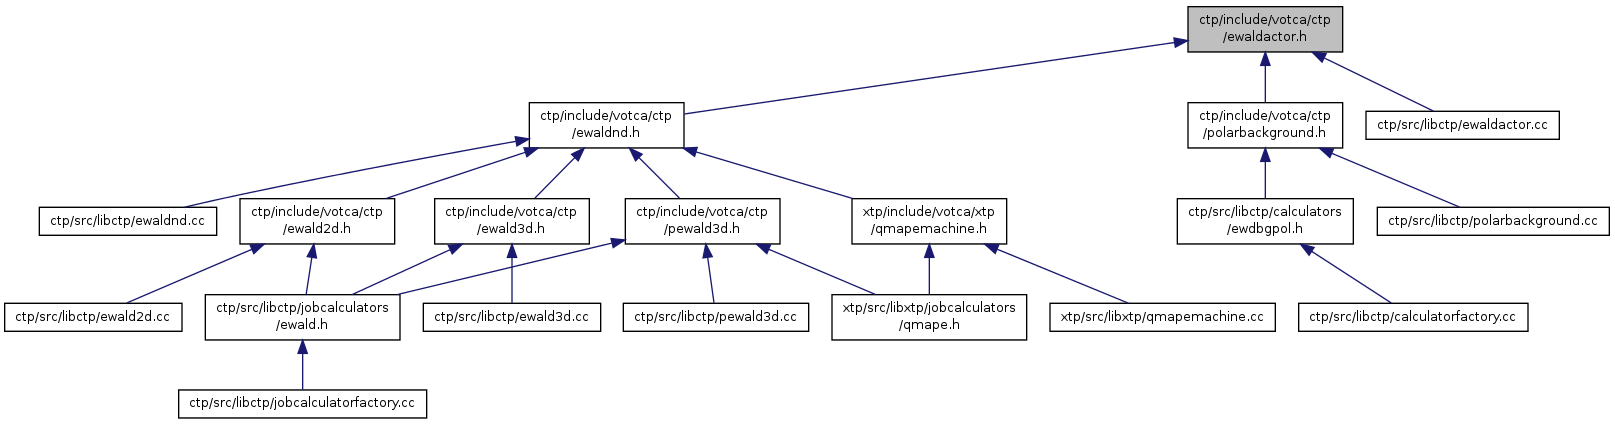 ctp/include/votca/ctp
/ewaldactor.h
ctp/include/votca/ctp
/ewaldnd.h
ctp/include/votca/ctp
/polarbackground.h
ctp/src/libctp/ewaldactor.cc
ctp/src/libctp/ewaldnd.cc
ctp/include/votca/ctp
/ewald2d.h
ctp/include/votca/ctp
/ewald3d.h
ctp/include/votca/ctp
/pewald3d.h
xtp/include/votca/xtp
/qmapemachine.h
ctp/src/libctp/calculators
/ewdbgpol.h
ctp/src/libctp/polarbackground.cc
ctp/src/libctp/ewald2d.cc
ctp/src/libctp/jobcalculators
/ewald.h
ctp/src/libctp/ewald3d.cc
ctp/src/libctp/pewald3d.cc
xtp/src/libxtp/jobcalculators
/qmape.h
xtp/src/libxtp/qmapemachine.cc
ctp/src/libctp/calculatorfactory.cc
ctp/src/libctp/jobcalculatorfactory.cc